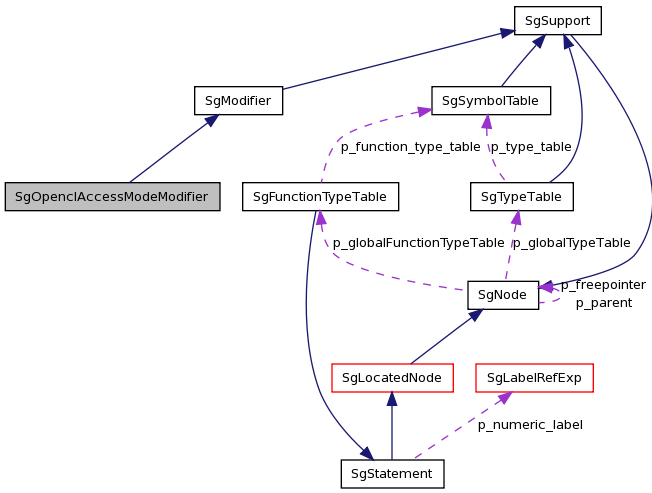 SgSupport
SgModifier
SgSymbolTable
p_function_type_table
p_type_table
SgOpenclAccessModeModifier
SgFunctionTypeTable
SgTypeTable
p_globalFunctionTypeTable
p_globalTypeTable
SgNode
p_freepointer
p_parent
SgLocatedNode
SgLabelRefExp
p_numeric_label
SgStatement